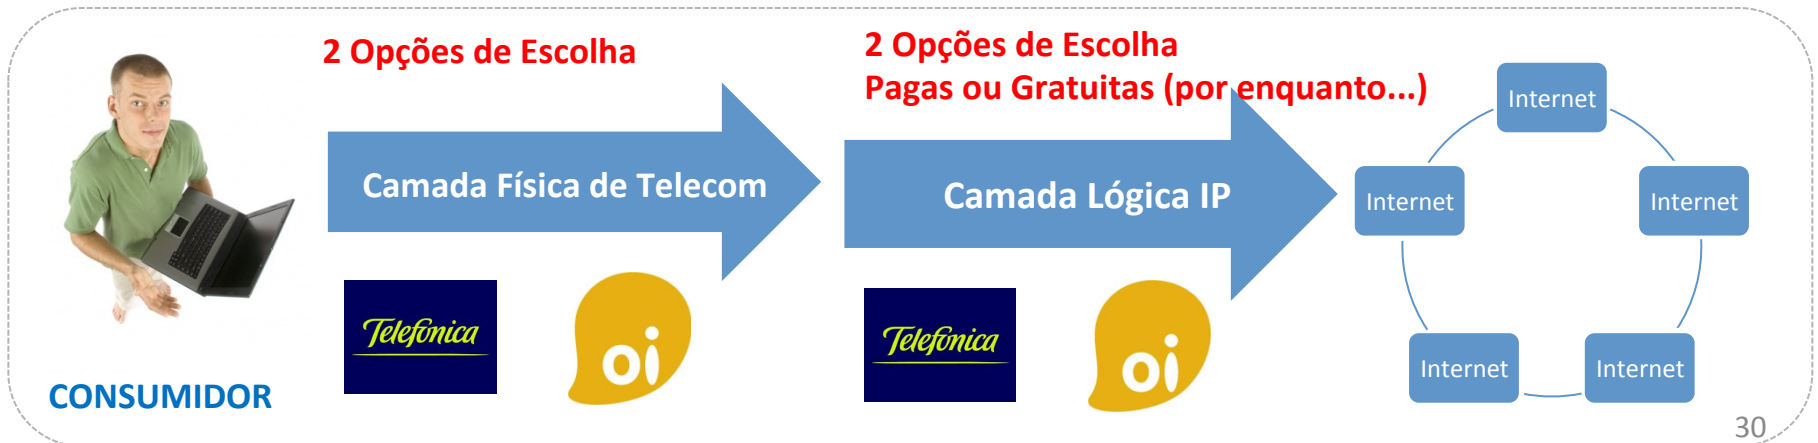 2 Opções de Escolha
2 Opções de Escolha
Pagas ou Gratuitas (por enquanto...)
Camada Física de Telecom
Camada Lógica IP
Internet
Internet
Internet
Internet
Internet
Telefónica
oi
Telefónica
oi
CONSUMIDOR
30